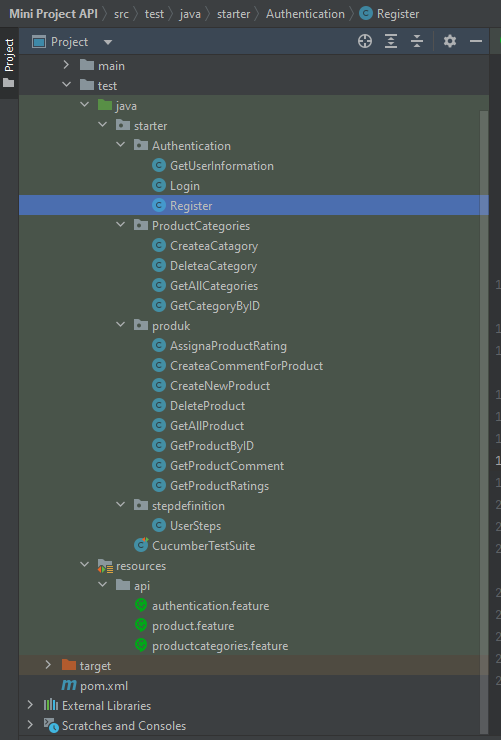 Mini Project API > src > test > java > starter > Authentication > Register
Project
Project
main
test
java
starter
Authentication
GetUserInformation
Login
Register
ProductCategories
CreateaCatagory
DeleteaCategory
GetAllCategories
GetCategoryByID
produk
AssignaProductRating
CreateaCommentForProduct
CreateNewProduct
DeleteProduct
GetAllProduct
GetProductByID
GetProductComment
GetProductRatings
stepdefinition
UserSteps
CucumberTestSuite
resources
api
authentication.feature
product.feature
productcategories.feature
target
pom.xml
External Libraries
Scratches and Consoles